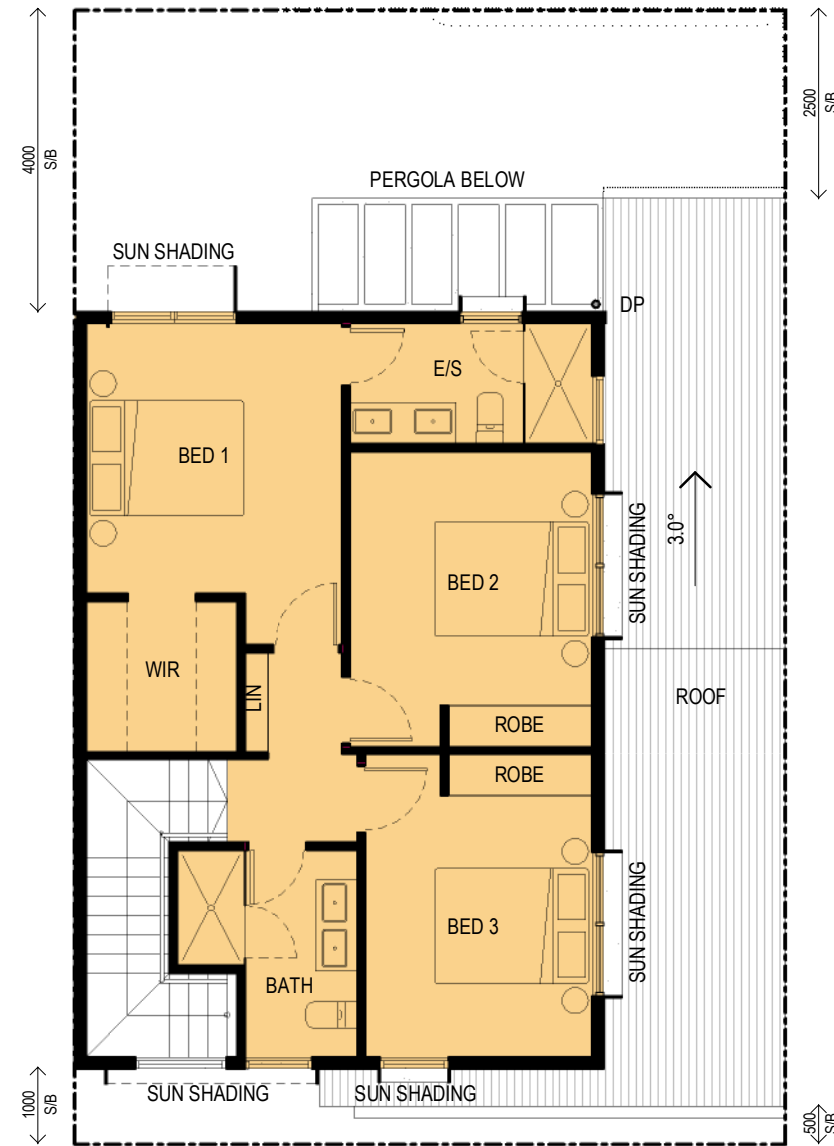 4000
S/B
2500
S/B
PERGOLA BELOW
SUN SHADING
DP
E/S
BED 1
SUN SHADING
3.0°
BED 2
WIR
LIN
ROOF
ROBE
ROBE
SUN SHADING
BED 3
BATH
1000
S/B
SUN SHADING
SUN SHADING
500
S/B